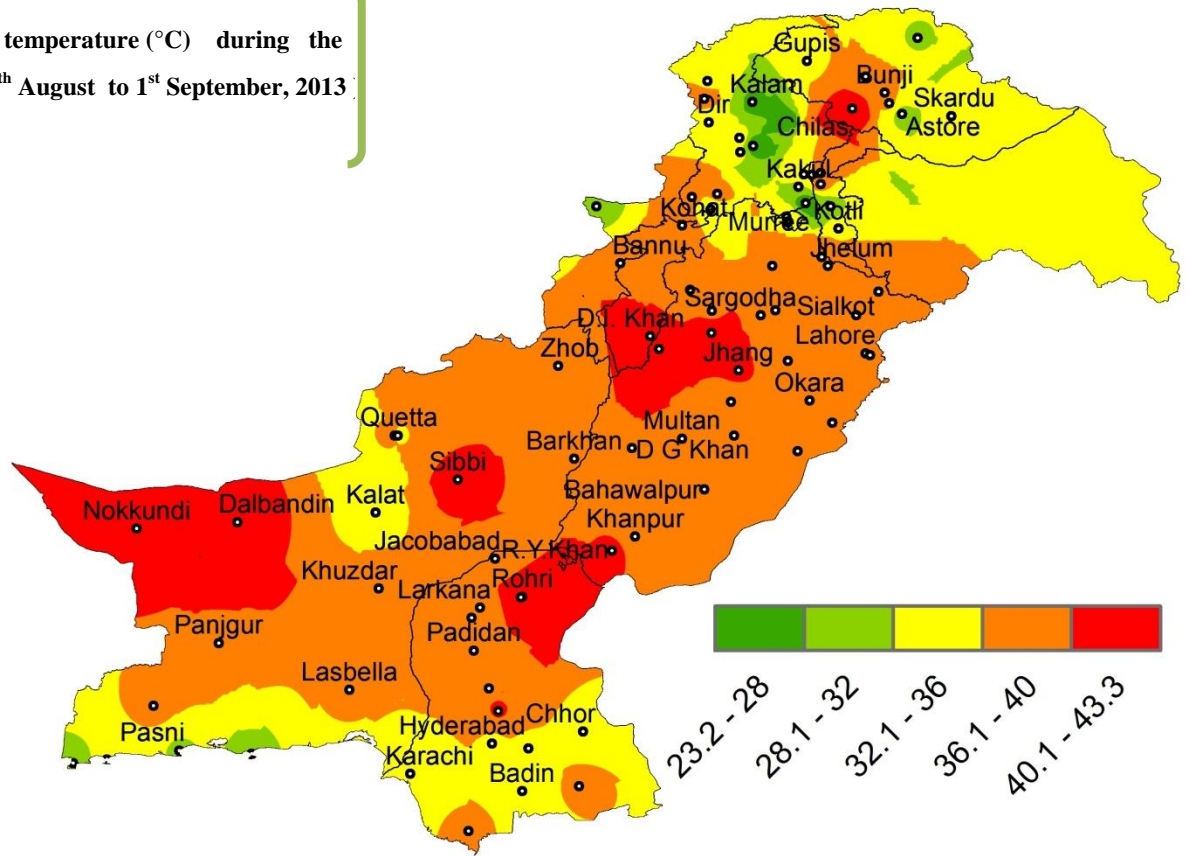 temperature (°C) during the
th August to 1st September, 2013
Gupis
Bunji
Kalam
Skardu
Dir
Astore
Chilas
Kakul
Kohat
Kotli
Murree
Bannu
Jhelum
Sargodha
Sialkot
D.I. Khan
Lahore
Zhob
Jhang
Okara
Quetta
Multan
Barkhan
D G Khan
Sibbi
Bahawalpur
Kalat
Dalbandin
Nokkundi
Khanpur
Jacobabad
R.Y Khan
Khuzdar
Rohri
Larkana
Panjgur
Padidan
Lasbella
Chhor
Hyderabad
Pasni
Karachi
Badin
23.2 - 28
28.1 - 32
32.1 - 36
36.1 - 40
40.1 - 43.3